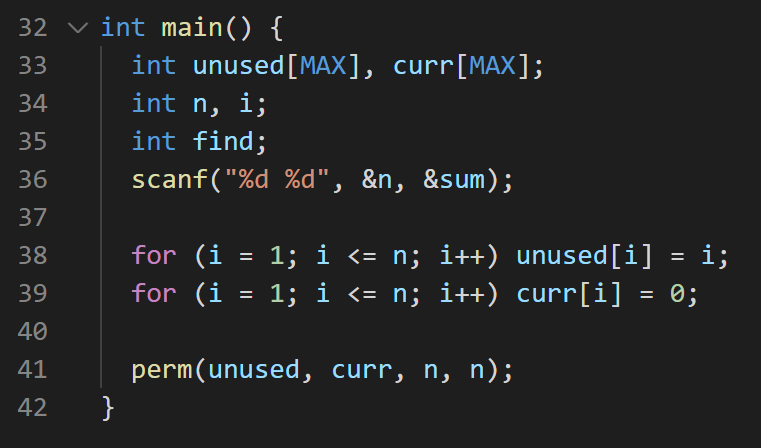 32 int main() {
33 int unused[MAX], curr[MAX];
34 int n, i;
35 int find;
36 scanf("%d %d", &n, &sum);
37
38 for (i = 1; i <= n; i++) unused[i] = i;
39 for (i = 1; i <= n; i++) curr[i] = 0;
40
41 perm(unused, curr, n, n);
42 }